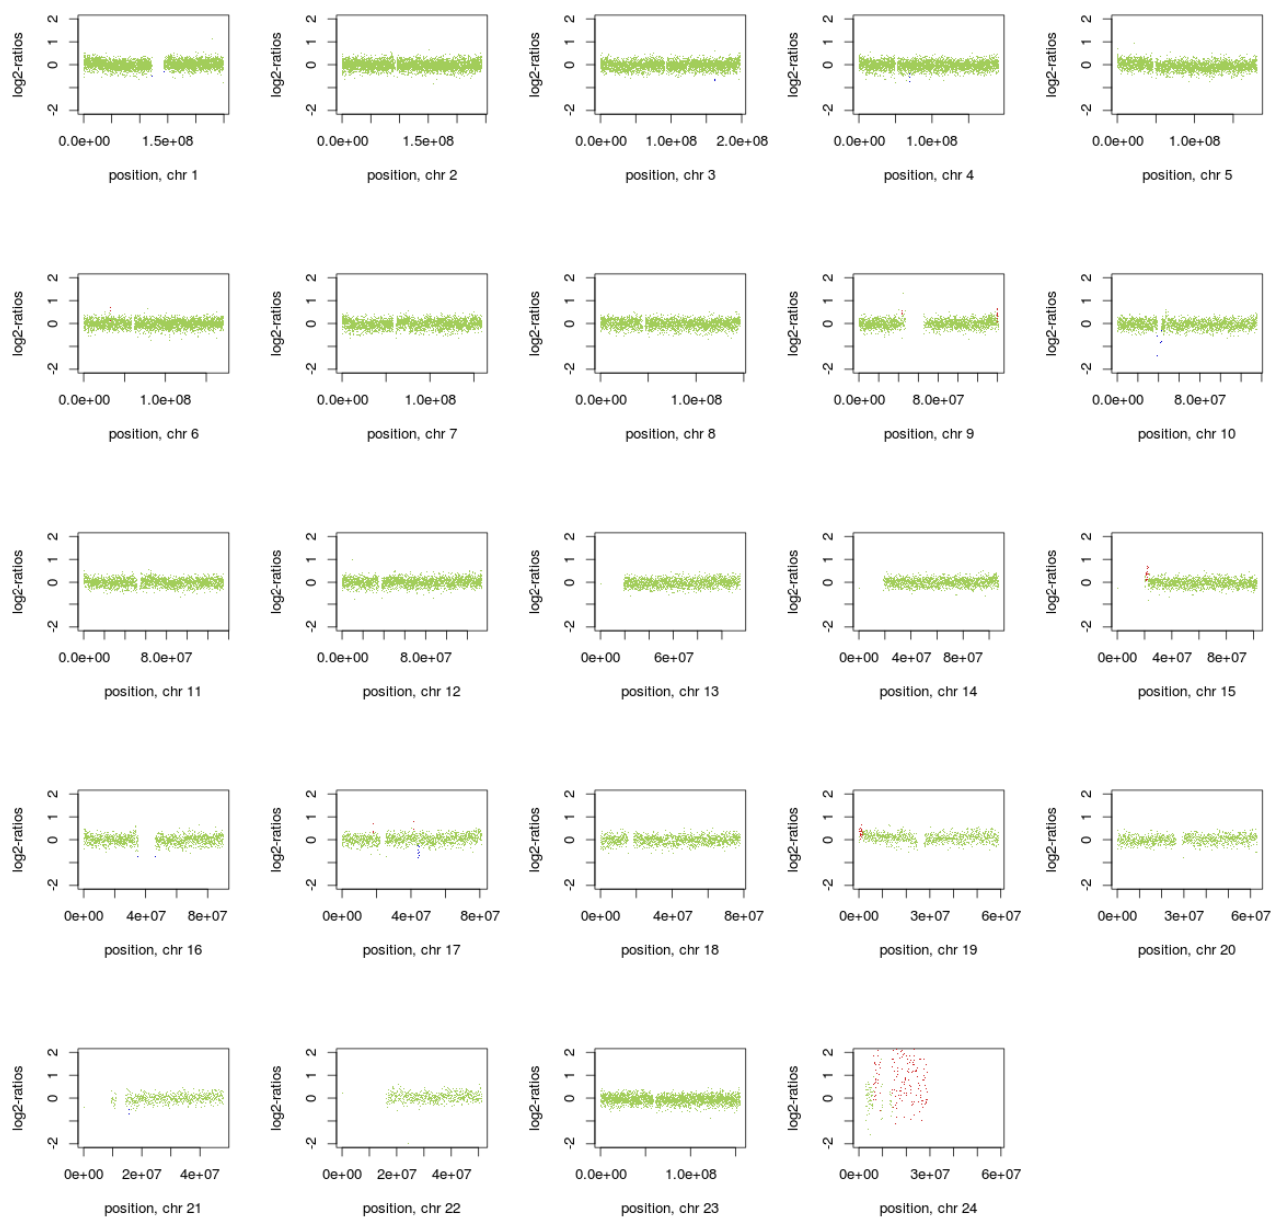 log2-ratios
2
1
0
-2
0.0e+00 1.5e+08
position, chr 1
log2-ratios
2
1
0
-2
0.0e+00 1.5e+08
position, chr 2
log2-ratios
2
1
0
-2
0.0e+00 1.0e+08 2.0e+08
position, chr 3
log2-ratios
2
1
0
-2
0.0e+00 1.0e+08
position, chr 4
log2-ratios
2
1
0
-2
0.0e+00 1.0e+08
position, chr 5
log2-ratios
2
1
0
-2
0.0e+00 1.0e+08
position, chr 6
log2-ratios
2
1
0
-2
0.0e+00 1.0e+08
position, chr 7
log2-ratios
2
1
0
-2
0.0e+00 1.0e+08
position, chr 8
log2-ratios
2
1
0
-2
0.0e+00 8.0e+07
position, chr 9
log2-ratios
2
1
0
-2
0.0e+00 8.0e+07
position, chr 10
log2-ratios
2
1
0
-2
0.0e+00 8.0e+07
position, chr 11
log2-ratios
2
1
0
-2
0.0e+00 8.0e+07
position, chr 12
log2-ratios
2
1
0
-2
0e+00 6e+07
position, chr 13
log2-ratios
2
1
0
-2
0e+00 4e+07 8e+07
position, chr 14
log2-ratios
2
1
0
-2
0e+00 4e+07 8e+07
position, chr 15
log2-ratios
2
1
0
-2
0e+00 4e+07 8e+07
position, chr 16
log2-ratios
2
1
0
-2
0e+00 4e+07 8e+07
position, chr 17
log2-ratios
2
1
0
-2
0e+00 4e+07 8e+07
position, chr 18
log2-ratios
2
1
0
-2
0e+00 3e+07 6e+07
position, chr 19
log2-ratios
2
1
0
-2
0e+00 3e+07 6e+07
position, chr 20
log2-ratios
2
1
0
-2
0e+00 2e+07 4e+07
position, chr 21
log2-ratios
2
1
0
-2
0e+00 2e+07 4e+07
position, chr 22
log2-ratios
2
1
0
-2
0.0e+00 1.0e+08
position, chr 23
log2-ratios
2
1
0
-2
0e+00 3e+07 6e+07
position, chr 24